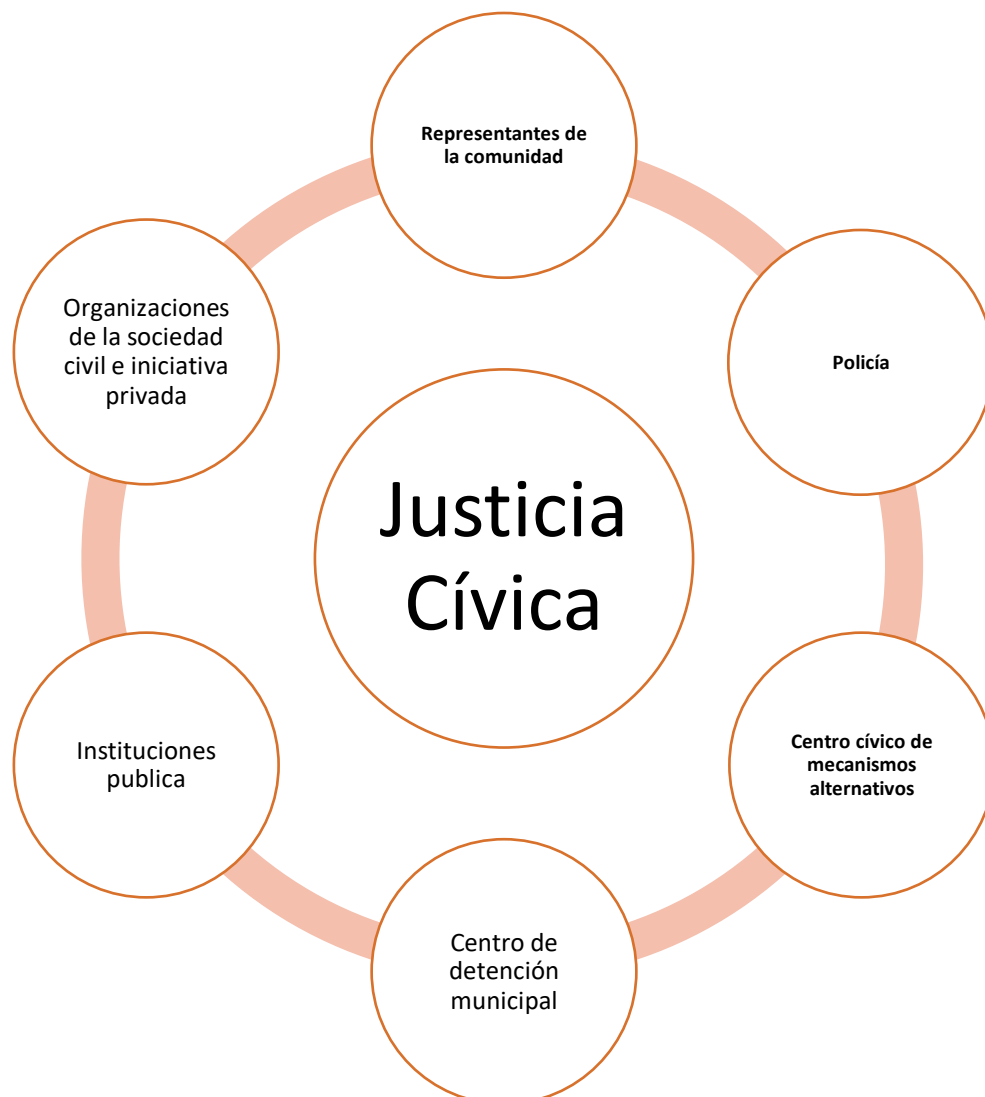 Representantes de
la comunidad
Organizaciones
de la sociedad
civil e iniciativa
privada
Policía
Justicia
Cívica
Instituciones
publica
Centro cívico de
mecanismos
alternativos
Centro de
detención
municipal